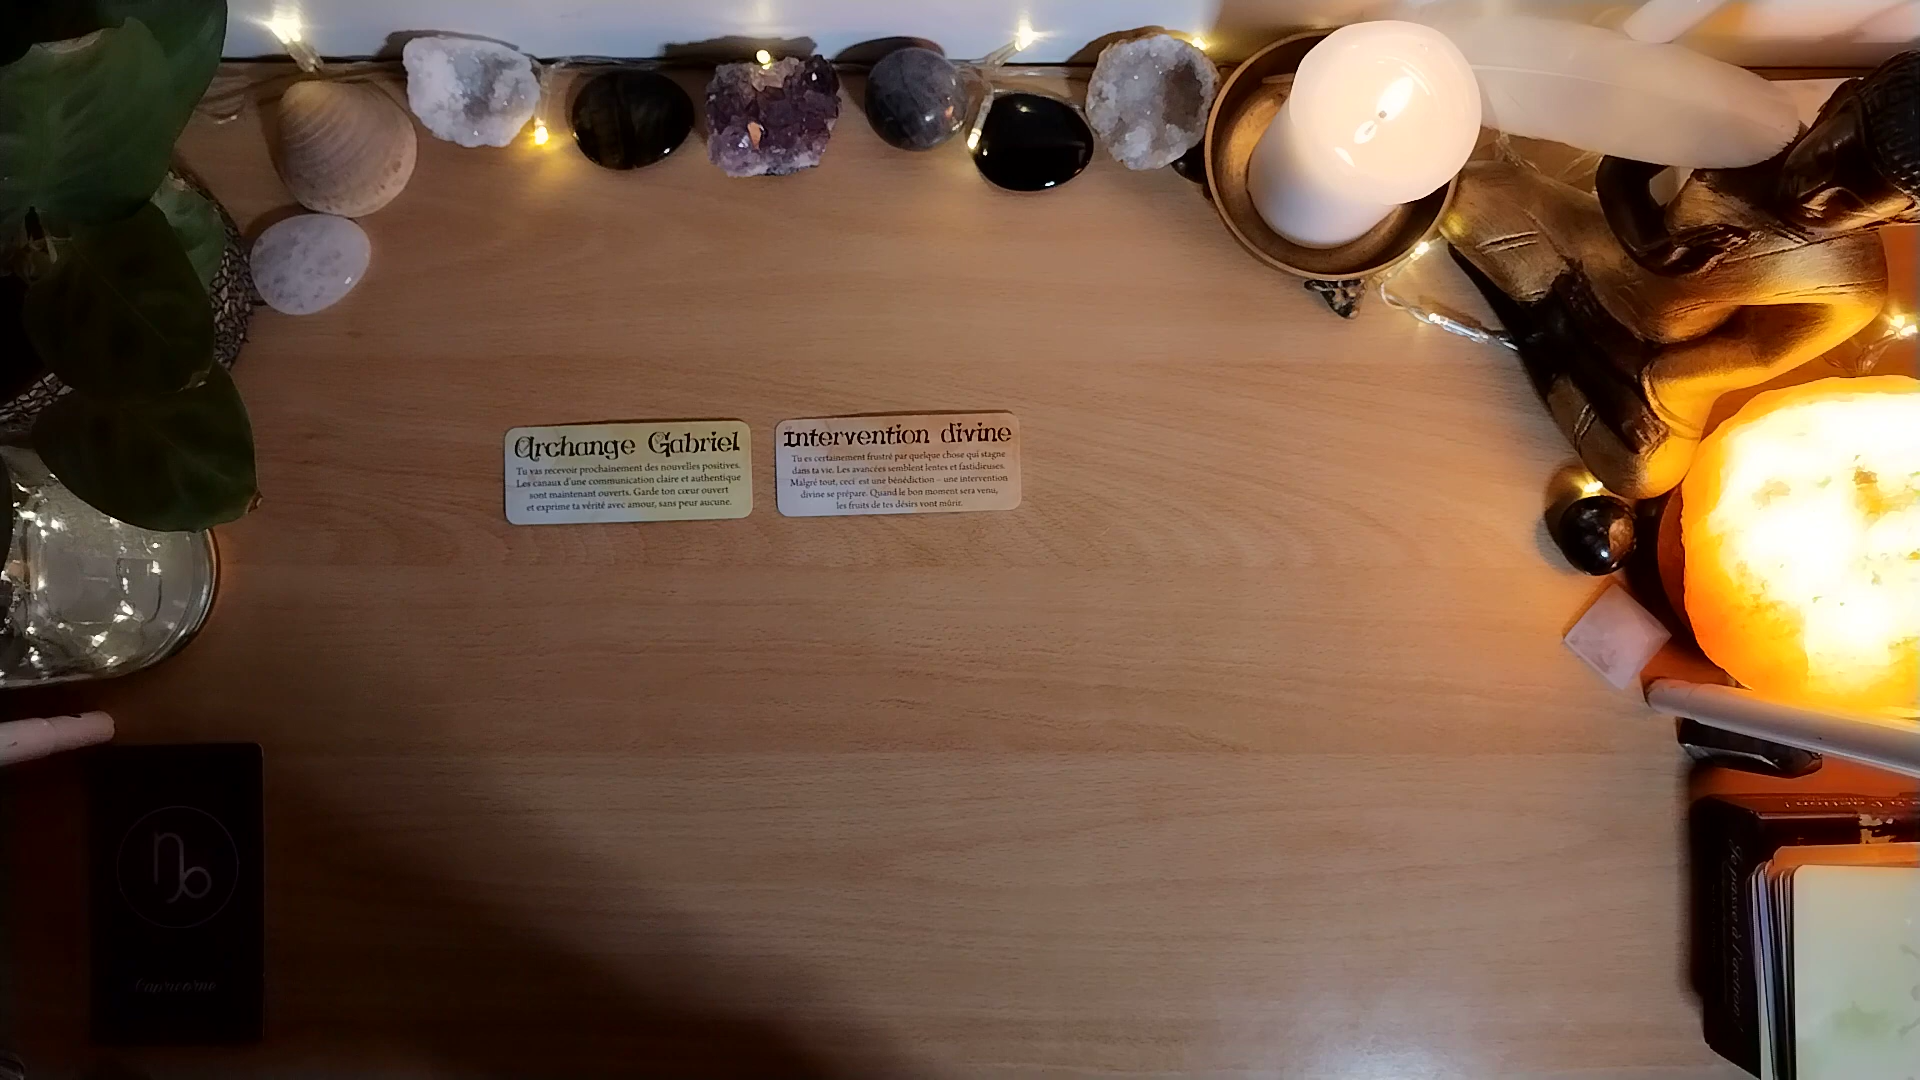 Archange Gabriel
Tu vas recevoir prochainement des nouvelles positives.
Les canaux d'une communication claire et authentique
sont maintenant ouverts. Garde ton cœur ouvert
et exprime ta vérité avec amour, sans peur aucune.
Intervention divine
Tu es certainement frustré par quelque chose qui stagne
dans ta vie. Les avancées semblent lentes et fastidieuses.
Malgré tout, ceci est une bénédiction – une intervention
divine se prépare. Quand le bon moment sera venu,
les fruits de tes désirs vont mûrir.
Capricorne
Je passe à l'action !